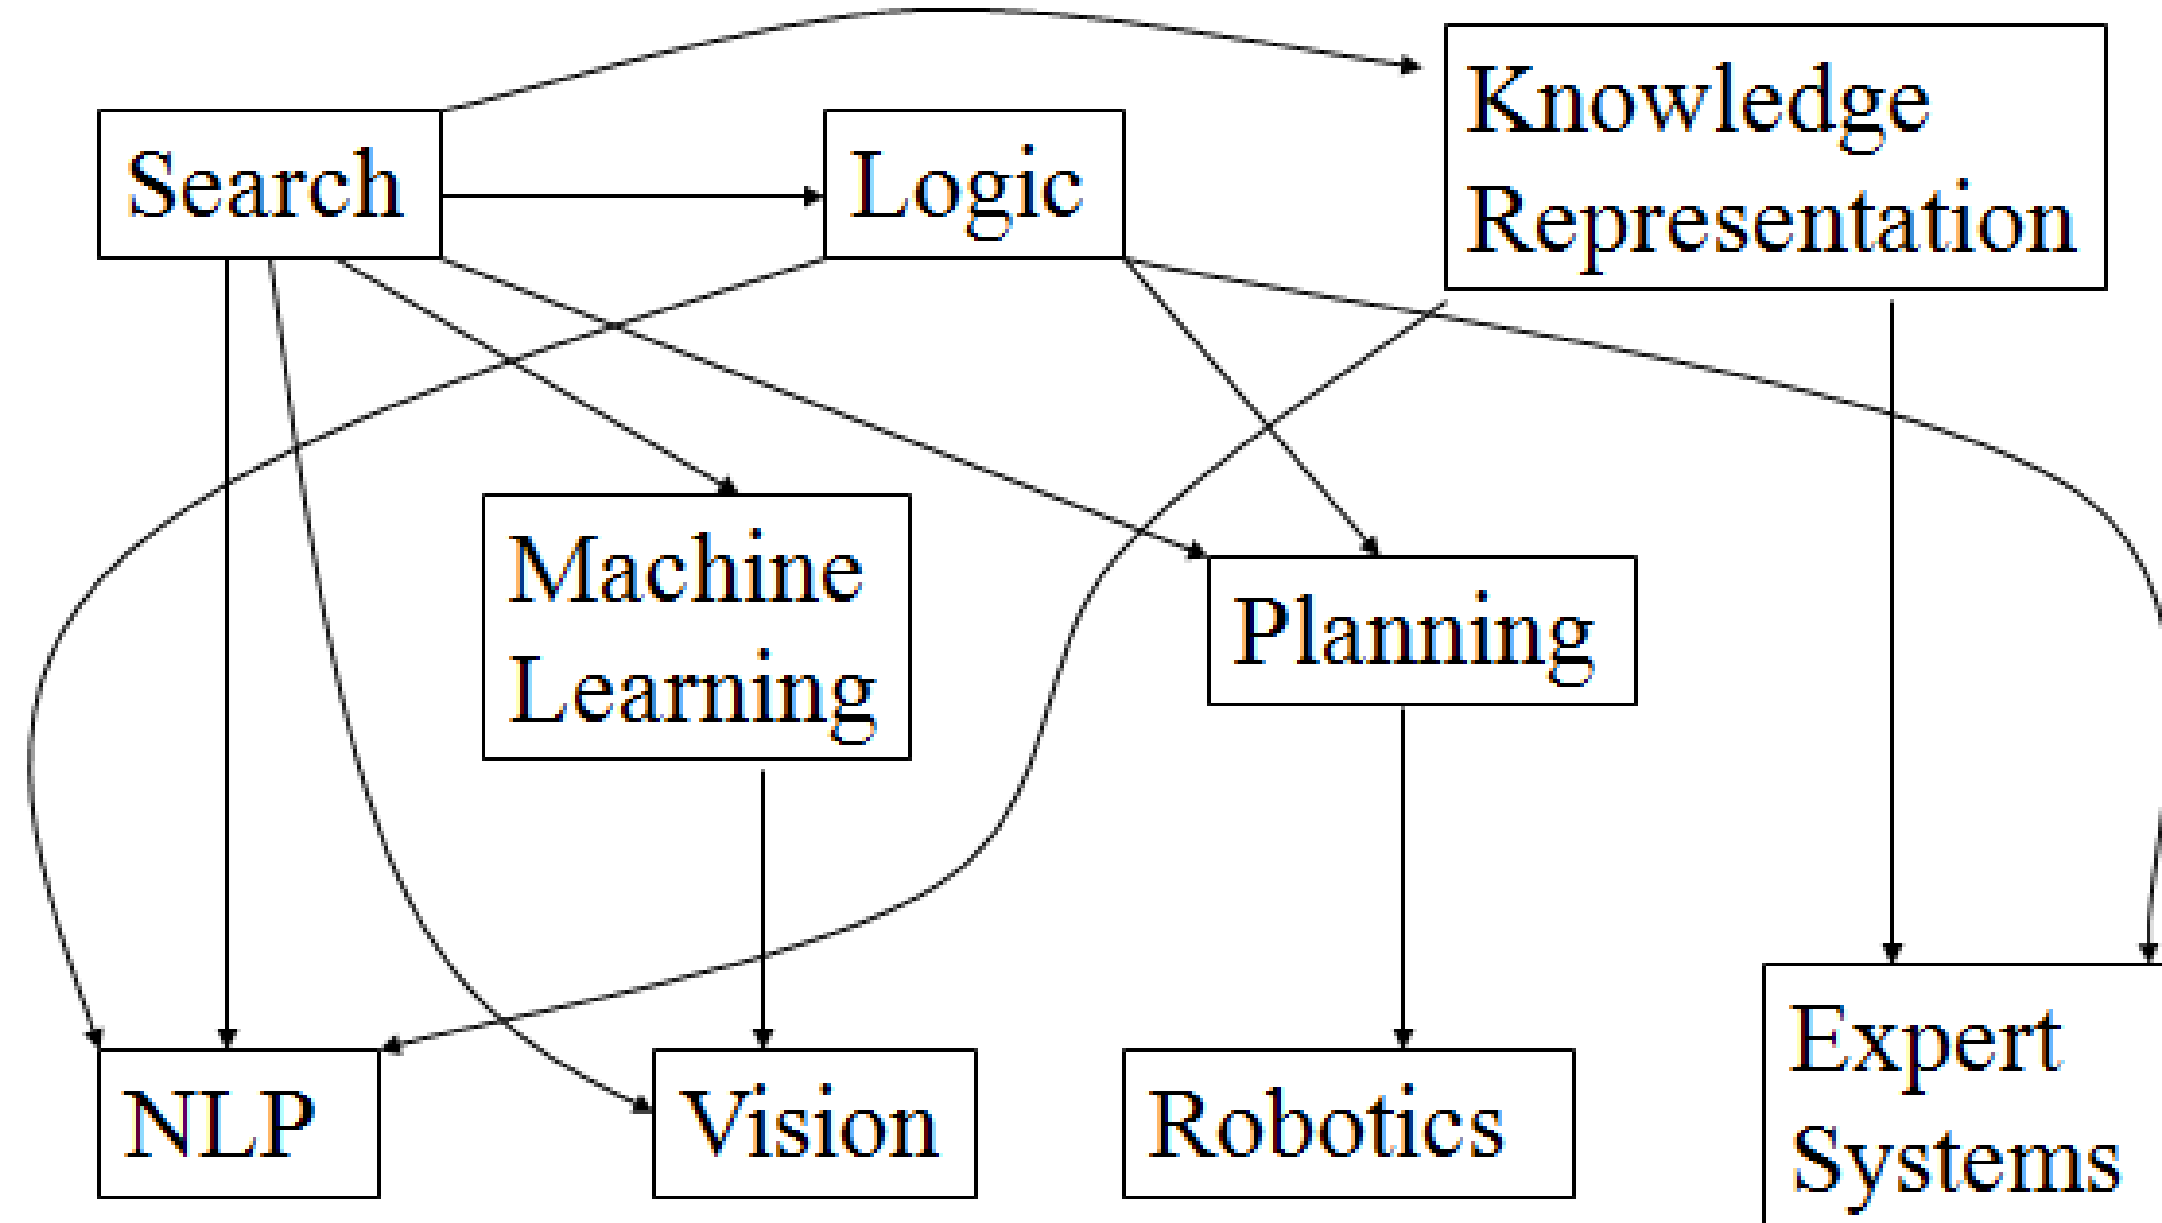 Search
Logic
Knowledge
Representation
Machine
Learning
Planning
NLP
Vision
Robotics
Expert
Systems